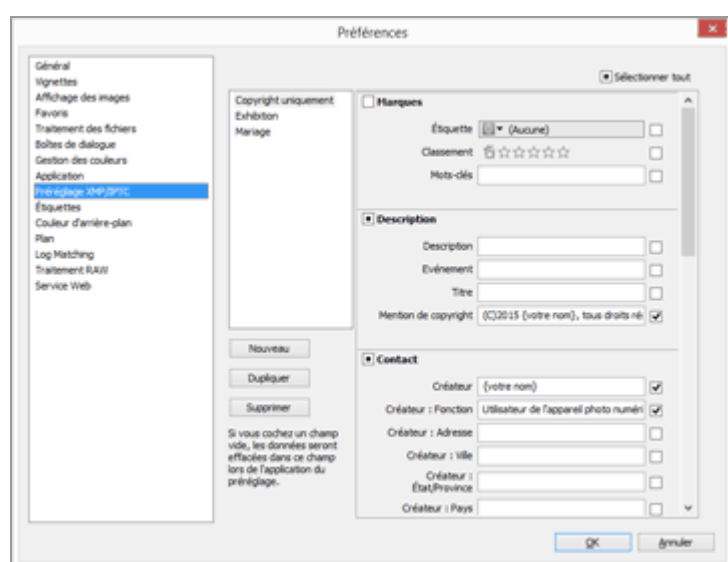 Préférences
Général
Vignettes
Affichage des images
Favoris
Traitement des fichiers
Boîtes de dialogue
Gestion des couleurs
Application
Préréglage XMP/IPTC
Étiquettes
Couleur d'arrière-plan
Plan
Log Matching
Traitement RAW
Service Web
Copyright uniquement
Exhibition
Mariage
Nouveau
Dupliquer
Supprimer
Si vous cochez un champ
vide, les données seront
effacées dans ce champ
lors de l'application du
préréglage.
Sélectionner tout
Marques
Étiquette (Aucune)
Classement
Mots-clés
Description
Description
Evénement
Titre
Mention de copyright (C)2015 {votre nom}, tous droits ré
Contact
Créateur {votre nom}
Créateur : Fonction Utilisateur de l'appareil photo numéri
Créateur : Adresse
Créateur : Ville
Créateur :
État/Province
Créateur : Pays
OK Annuler